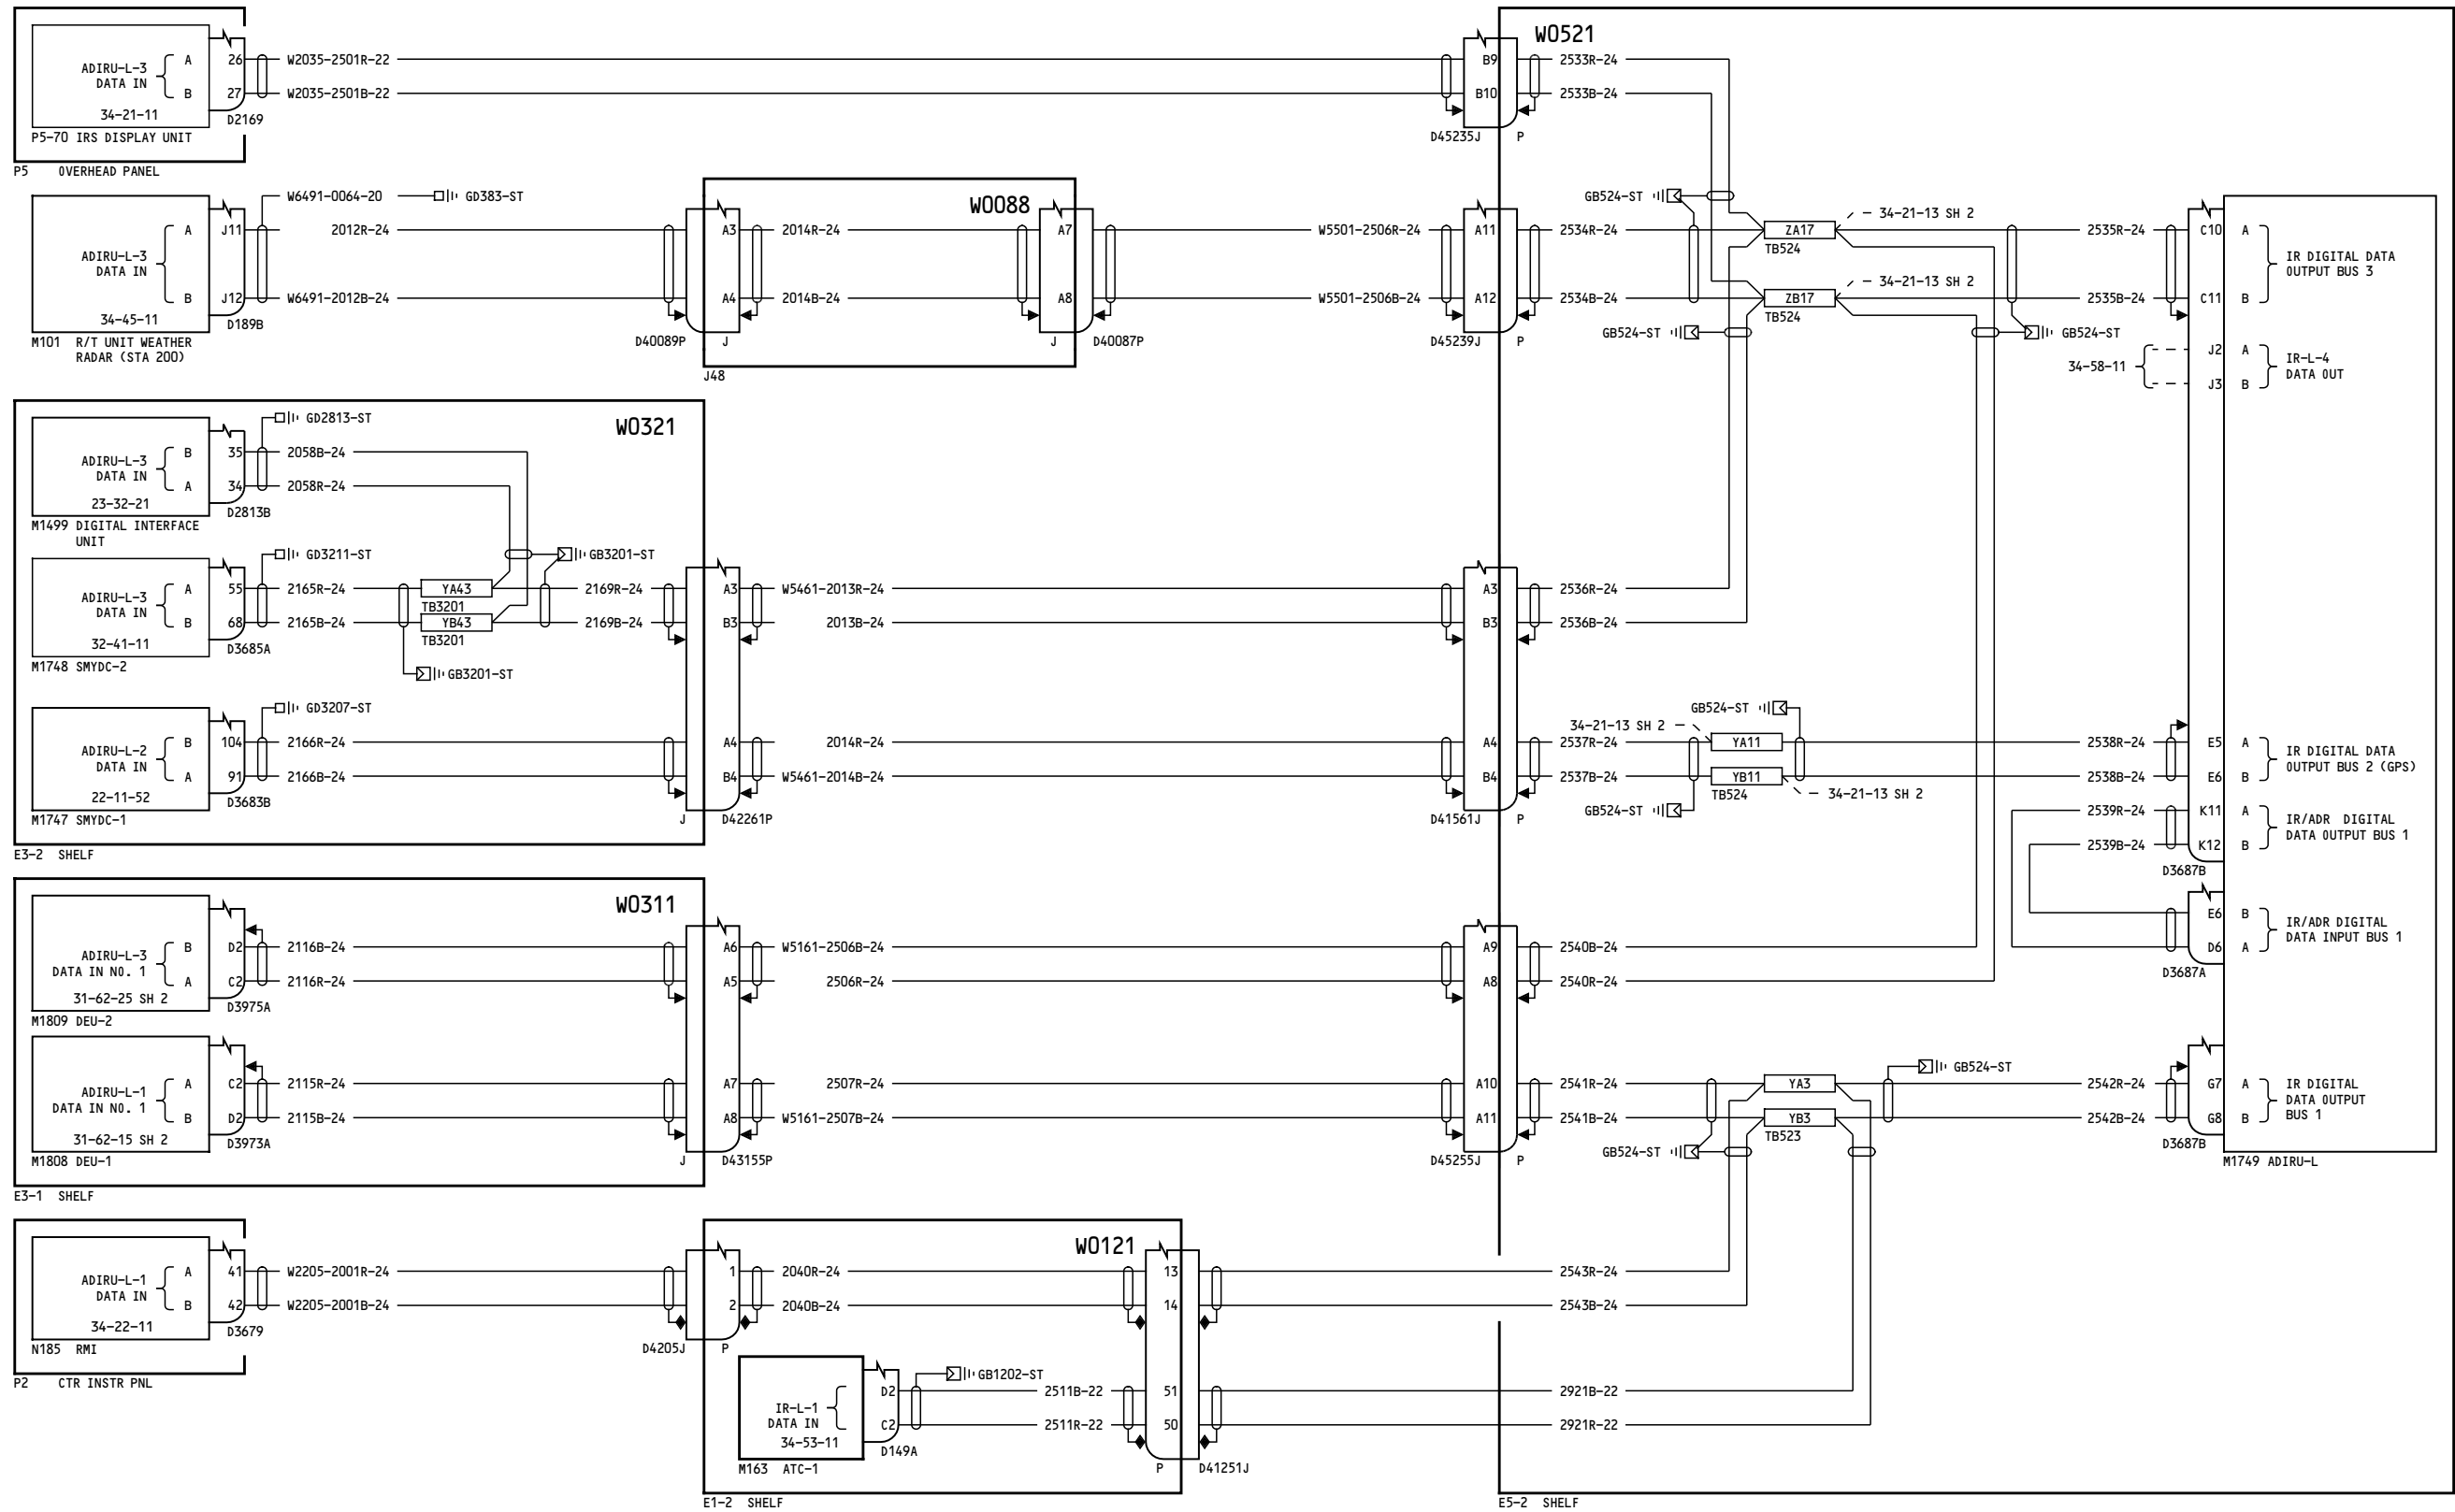 W0521
A
26
W2035-2501R-22
B9
2533R-24
ADIRU-L-3
DATA IN
B
27
W2035-2501B-22
B10
2533B-24
34-21-11
D2169
P5-70 IRS DISPLAY UNIT
D45235J
P
P5 OVERHEAD PANEL
W6491-0064-20
GD383-ST
W0088
GB524-ST
34-21-13 SH 2
A
J11
2012R-24
A3
2014R-24
A7
W5501-2506R-24
A11
2534R-24
ZA17
TB524
2535R-24
C10
A
ADIRU-L-3
DATA IN
IR DIGITAL DATA
OUTPUT BUS 3
34-21-13 SH 2
B
J12
W6491-2012B-24
A4
2014B-24
A8
W5501-2506B-24
A12
2534B-24
ZB17
TB524
2535B-24
C11
B
34-45-11
D189B
M101 R/T UNIT WEATHER
RADAR (STA 200)
D40089P
J
J
D40087P
D45239J
P
GB524-ST
GB524-ST
J48
34-58-11
J2
A
J3
B
IR-L-4
DATA OUT
W0321
GD2813-ST
B
35
2058B-24
ADIRU-L-3
DATA IN
A
34
2058R-24
23-32-21
D2813B
M1499 DIGITAL INTERFACE
UNIT
GD3211-ST
GB3201-ST
A
55
2165R-24
YA43
TB3201
2169R-24
A3
W5461-2013R-24
A3
2536R-24
ADIRU-L-3
DATA IN
B
68
2165B-24
YB43
TB3201
2169B-24
B3
2013B-24
B3
2536B-24
32-41-11
D3685A
M1748 SMYDC-2
GB3201-ST
GD3207-ST
GB524-ST
34-21-13 SH 2
B
104
2166R-24
A4
2014R-24
A4
2537R-24
YA11
2538R-24
E5
A
ADIRU-L-2
DATA IN
IR DIGITAL DATA
OUTPUT BUS 2 (GPS)
A
91
2166B-24
B4
W5461-2014B-24
B4
2537B-24
YB11
TB524
2538B-24
E6
B
34-21-13 SH 2
22-11-52
D3683B
M1747 SMYDC-1
J
D42261P
D41561J
P
GB524-ST
2539R-24
K11
A
IR/ADR DIGITAL
DATA OUTPUT BUS 1
2539B-24
K12
B
D3687B
E3-2 SHELF
W0311
E6
B
IR/ADR DIGITAL
DATA INPUT BUS 1
D6
A
D3687A
B
D2
2116B-24
A6
W5161-2506B-24
A9
2540B-24
ADIRU-L-3
DATA IN NO. 1
A
C2
2116R-24
A5
2506R-24
A8
2540R-24
31-62-25 SH 2
D3975A
M1809 DEU-2
GB524-ST
A
C2
2115R-24
A7
2507R-24
A10
2541R-24
YA3
2542R-24
G7
A
ADIRU-L-1
DATA IN NO. 1
IR DIGITAL
DATA OUTPUT
BUS 1
B
D2
2115B-24
A8
W5161-2507B-24
A11
2541B-24
YB3
TB523
2542B-24
G8
B
31-62-15 SH 2
D3973A
M1808 DEU-1
J
D43155P
D45255J
P
GB524-ST
D3687B
M1749 ADIRU-L
E3-1 SHELF
W0121
A
41
W2205-2001R-24
1
2040R-24
13
2543R-24
ADIRU-L-1
DATA IN
B
42
W2205-2001B-24
2
2040B-24
14
2543B-24
34-22-11
D3679
N185 RMI
D4205J
P
P2 CTR INSTR PNL
GB1202-ST
D2
2511B-22
51
2921B-22
IR-L-1
DATA IN
C2
2511R-22
50
2921R-22
34-53-11
D149A
M163 ATC-1
P
D41251J
E1-2 SHELF
E5-2 SHELF